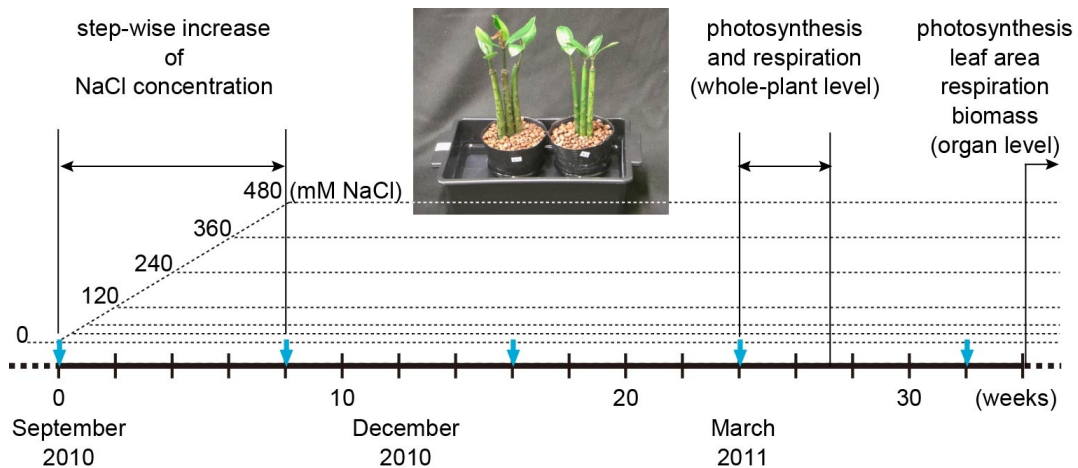 step-wise increase
of
NaCl concentration
photosynthesis
and respiration
(whole-plant level)
photosynthesis
leaf area
respiration
biomass
(organ level)
480 (mM NaCl)
360
240
120
0
0
10
20
30
(weeks)
September
2010
December
2010
March
2011